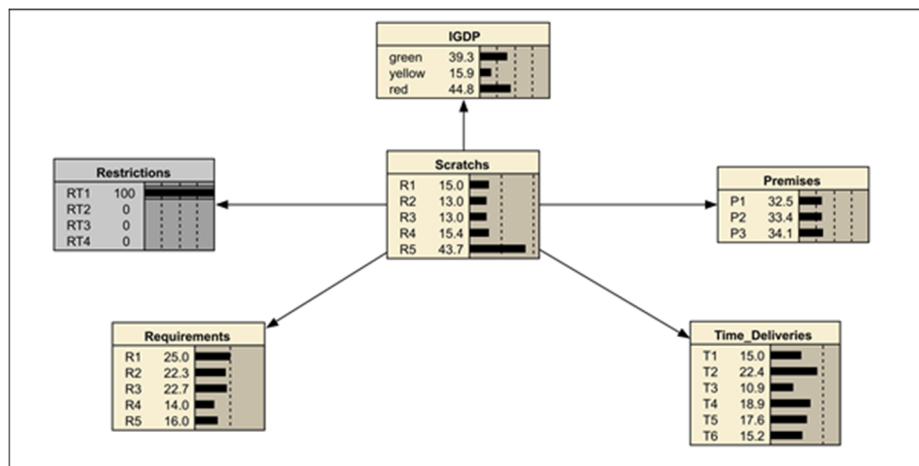 IGDP
green 39.3
yellow 15.9
red 44.8
Restrictions
RT1 100
RT2 0
RT3 0
RT4 0
Scratchs
R1 15.0
R2 13.0
R3 13.0
R4 15.4
R5 43.7
Premises
P1 32.5
P2 33.4
P3 34.1
Requirements
R1 25.0
R2 22.3
R3 22.7
R4 14.0
R5 16.0
Time_Deliveries
T1 15.0
T2 22.4
T3 10.9
T4 18.9
T5 17.6
T6 15.2